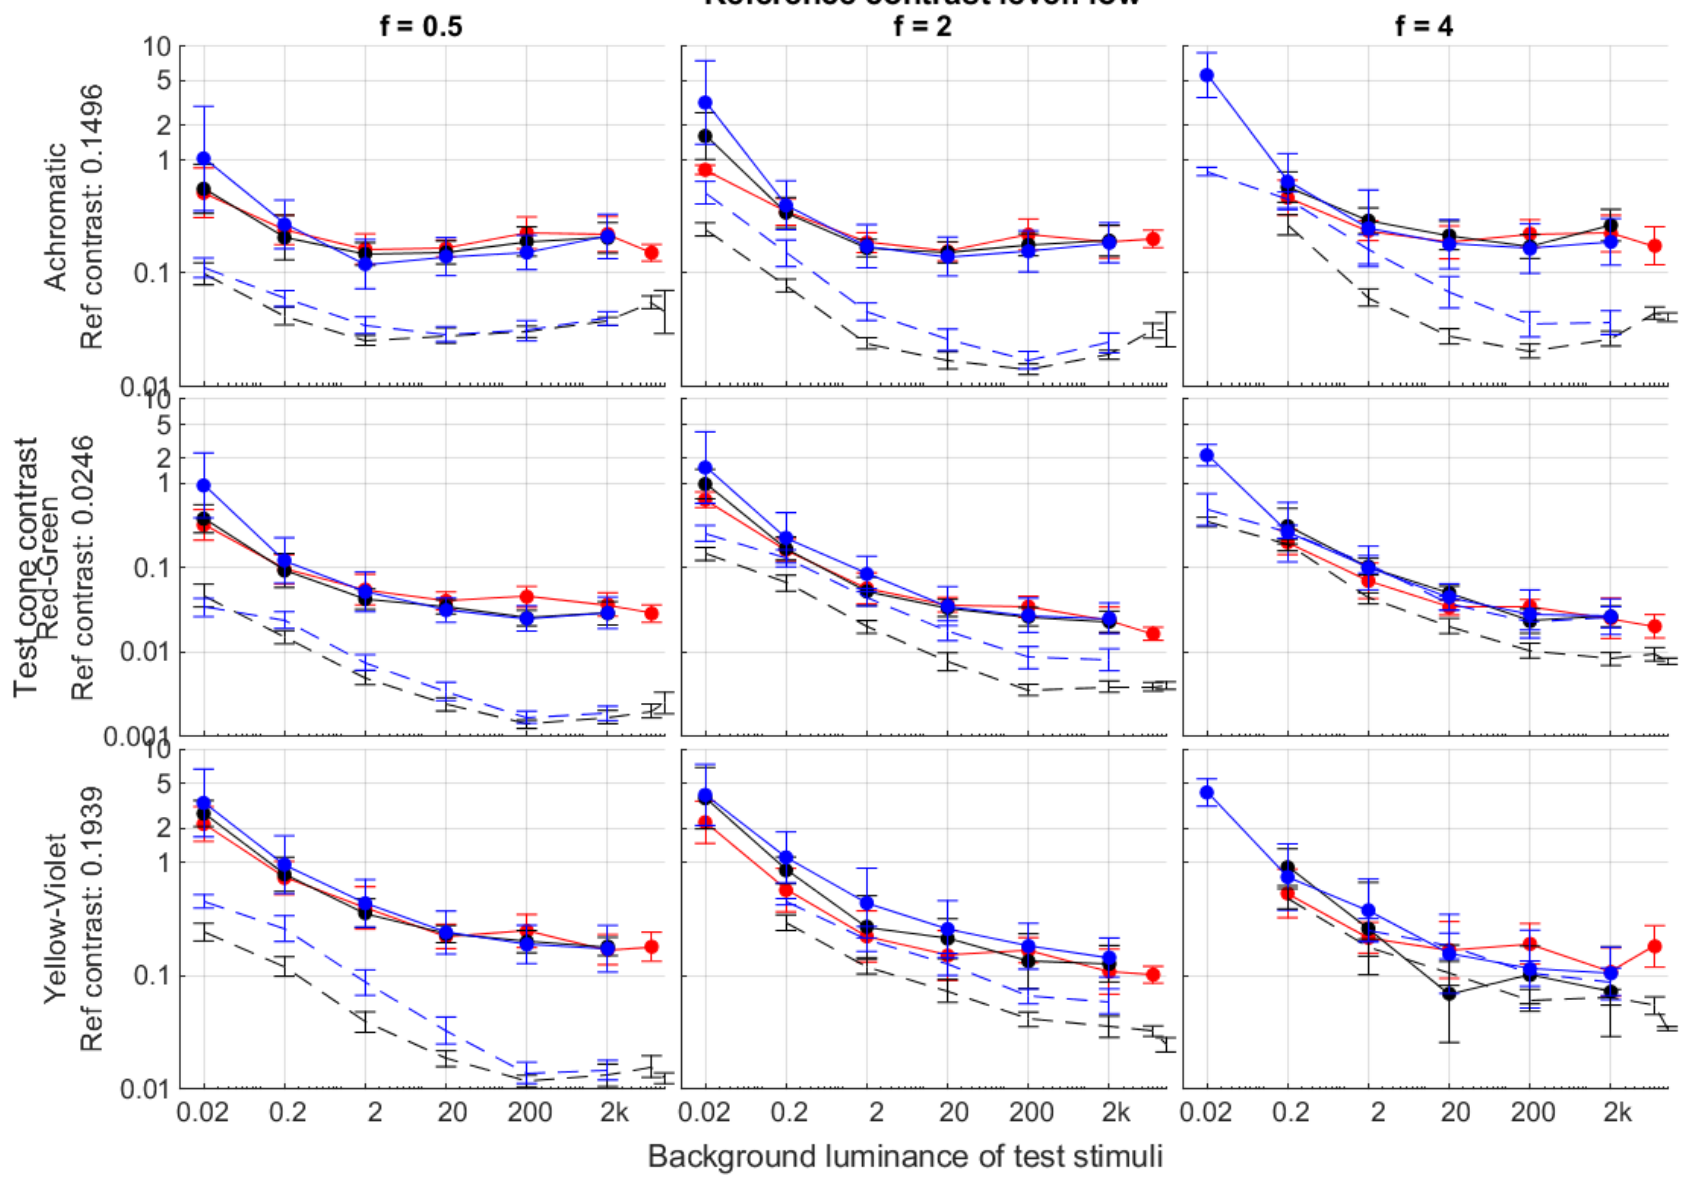 Reference contrast level: low
f = 0.5
f = 2
f = 4
Achromatic
Ref contrast: 0.1496
10
5
2
1
0.1
0.01
Test cone contrast
Red-Green
Ref contrast: 0.0246
10
5
2
1
0.1
0.01
0.001
Yellow-Violet
Ref contrast: 0.1939
10
5
2
1
0.1
0.01
0.02 0.2 2 20 200 2k
0.02 0.2 2 20 200 2k
0.02 0.2 2 20 200 2k
Background luminance of test stimuli